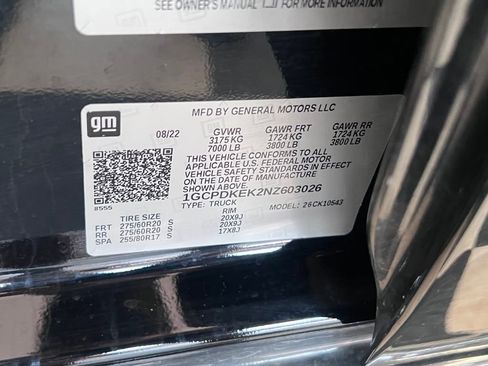 SEE OWNER'S MANUAL FOR MORE INFORMATION
gm
MFD BY GENERAL MOTORS LLC
08/22 GVWR GAWR FRT GAWR RR
3175 KG 1724 KG 1724 KG
7000 LB 3800 LB 3800 LB
THIS VEHICLE CONFORMS TO ALL
APPLICABLE U.S. FEDERAL MOTOR
VEHICLE SAFETY STANDARDS IN EFFECT
ON THE DATE OF MANUFACTURE SHOWN ABOVE.
1GCPDKEK2NZ603026
8555
TYPE: TRUCK MODEL: 26CK10543
TIRE SIZE RIM
FRT 275/60R20 S 20X9J
RR 275/60R20 S 20X9J
SPA 255/80R17 S 17X8J